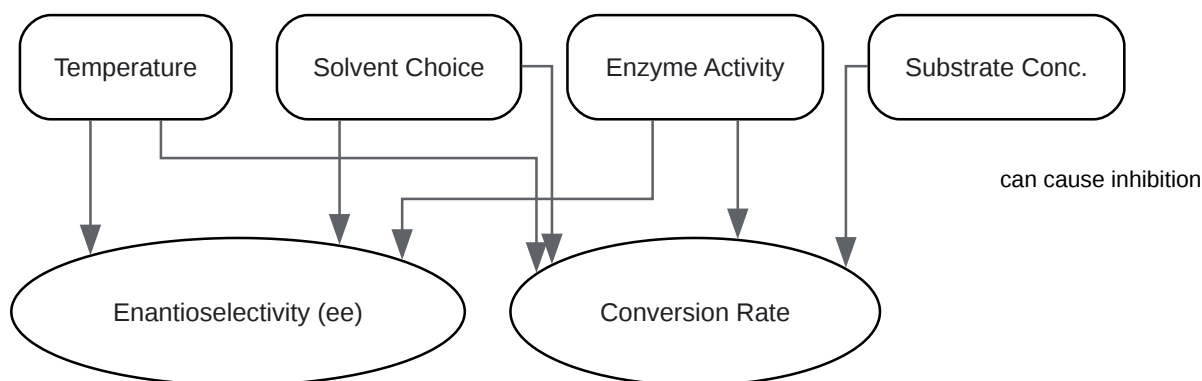 Temperature
Solvent Choice
Enzyme Activity
Substrate Conc.
can cause inhibition
Enantioselectivity (ee)
Conversion Rate